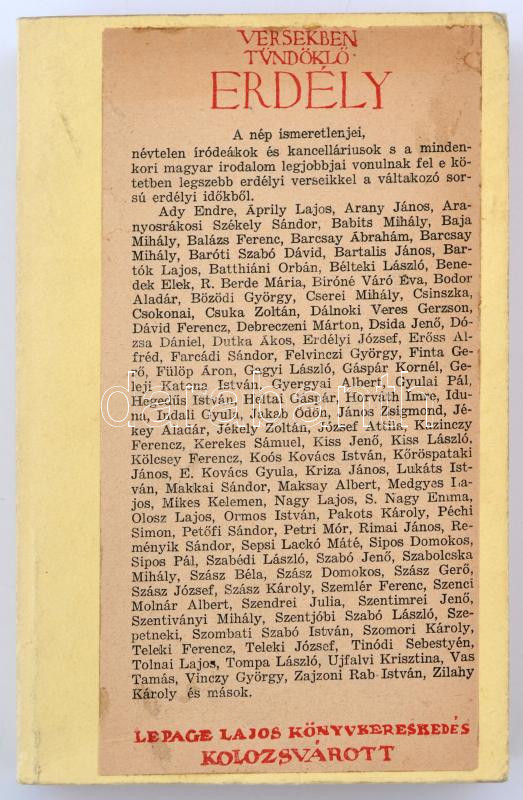 VERSEKBEN
TÜNDÖKLŐ
ERDÉLY
A nép ismeretlenjei,
névtelen íródeákok és kancelláriusok s a minden-
kori magyar irodalom legjobbjai vonulnak fel e kö-
tetben legszebb erdélyi verseikkel a váltakozó sor-
sú erdélyi időkből.
Ady Endre, Áprily Lajos, Arany János, Ara-
nyosrákosi Székely Sándor, Babits Mihály, Baja
Mihály, Balázs Ferenc, Barcsay Ábrahám, Barcsay
Mihály, Baróti Szabó Dávid, Bartalis János, Bar-
tók Lajos, Batthiáni Orbán, Bélteki László, Bene-
dek Elek, R. Berde Mária, Biróné Váró Éva, Bodor
Aladár, Bözödi György, Cserei Mihály, Csinszka,
Csokonai, Csuka Zoltán, Dálnoki Veres Gerzson,
Dávid Ferenc, Debreczeni Márton, Dsida Jenő, Dó-
zsa Dániel, Dutka Ákos, Erdélyi József, Erőss Al-
fréd, Farcádi Sándor, Felvinczi György, Finta Ge-
rő, Fülöp Áron, Gagyi László, Gáspár Kornél, Ge-
leji Katona István, Gyergyai Albert, Gyulai Pál,
Hegedüs István, Heltai Gáspár, Horváth Imre, Idu-
na, Indali Gyula, Jakab Ödön, János Zsigmond, Jé-
key Aladár, Jékely Zoltán, József Attila, Kazinczy
Ferenc, Kerekes Sámuel, Kiss Jenő, Kiss László,
Kölcsey Ferenc, Koós Kovács István, Kőröspataki
János, E. Kovács Gyula, Kriza János, Lukáts Ist-
ván, Makkai Sándor, Maksay Albert, Medgyes La-
jos, Mikes Kelemen, Nagy Lajos, S. Nagy Emma,
Olosz Lajos, Ormos István, Pakots Károly, Péchi
Simon, Petőfi Sándor, Petri Mór, Rimai János, Re-
ményik Sándor, Sepsi Lackó Máté, Sipos Domokos,
Sipos Pál, Szabédi László, Szabó Jenő, Szabolcska
Mihály, Szász Béla, Szász Domokos, Szász Gerő,
Szász József, Szász Károly, Szemlér Ferenc, Szenci
Molnár Albert, Szendrei Julia, Szentimrei Jenő,
Szentiványi Mihály, Szentjóbi Szabó László, Sze-
petneki, Szombati Szabó István, Szomori Károly,
Teleki Ferenc, Teleki József, Tinódi Sebestyén,
Tolnai Lajos, Tompa László, Ujfalvi Krisztina, Vas
Tamás, Vinczy György, Zajzoni Rab István, Zilahy
Károly és mások.
LEPAGE LAJOS KÖNYVKERESKEDÉS
KOLOZSVÁROTT